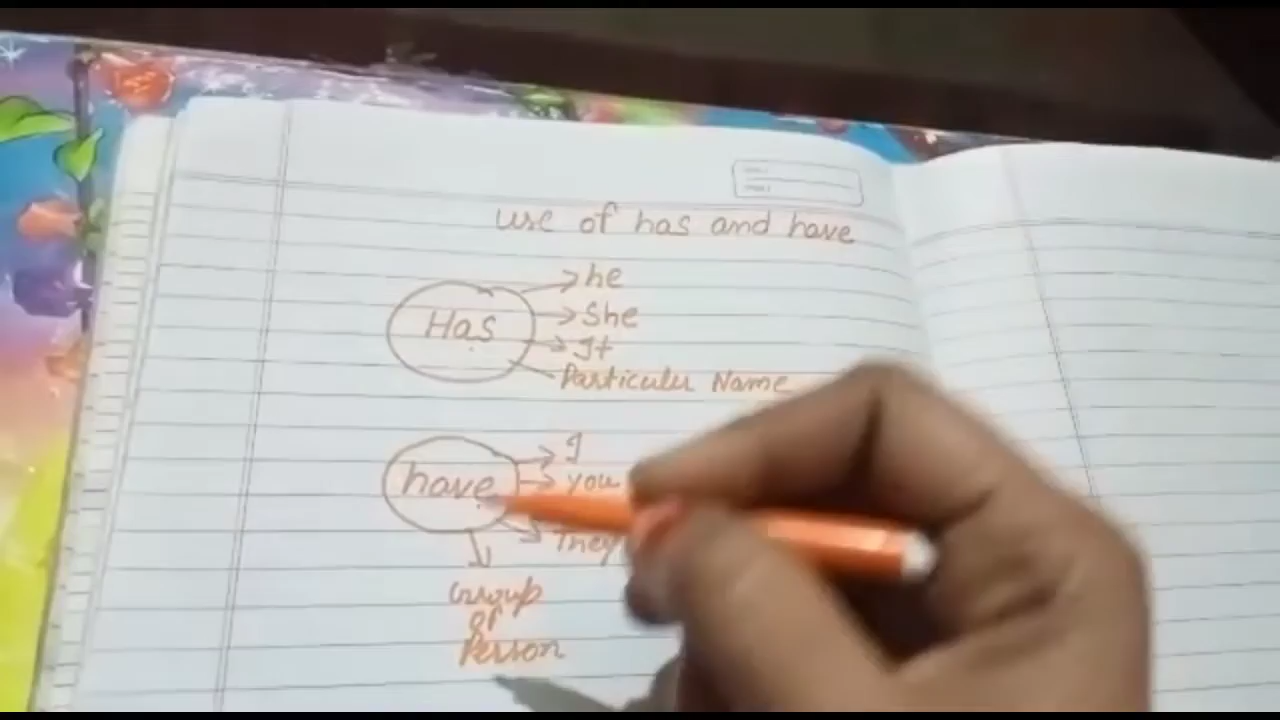 use of has and have
Has
he
She
It
Particular Name
have
I
you
They
Group
of
Person